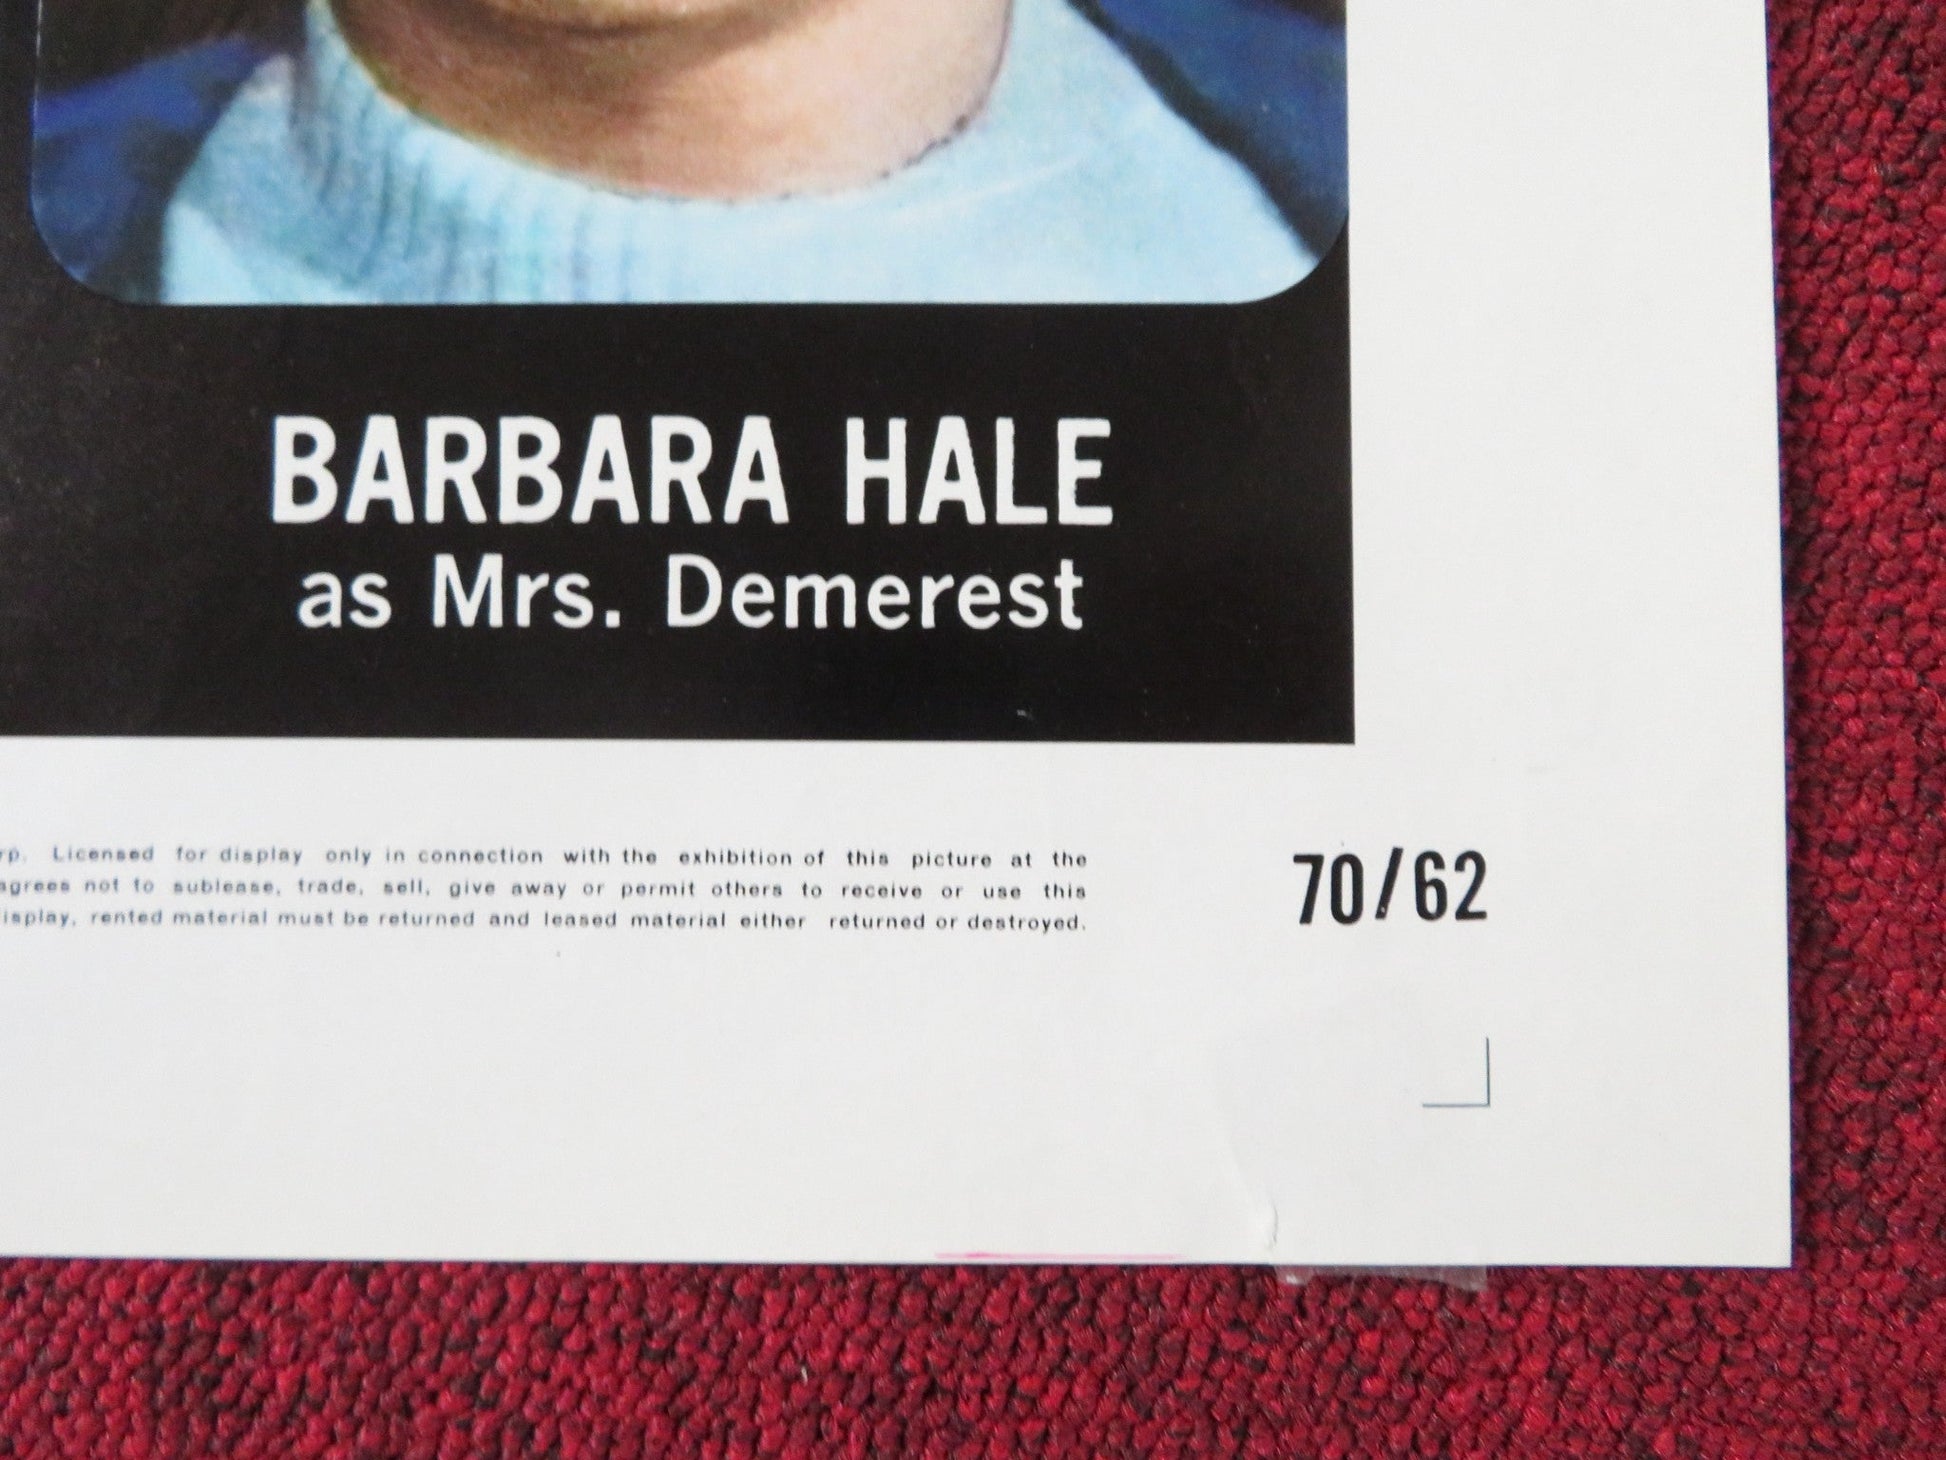 BARBARA HALE
as Mrs. Demerest
rp. Licensed for display only in connection with the exhibition of this picture at the
agrees not to sublease, trade, sell, give away or permit others to receive or use this
isplay, rented material must be returned and leased material either returned or destroyed.
70/62